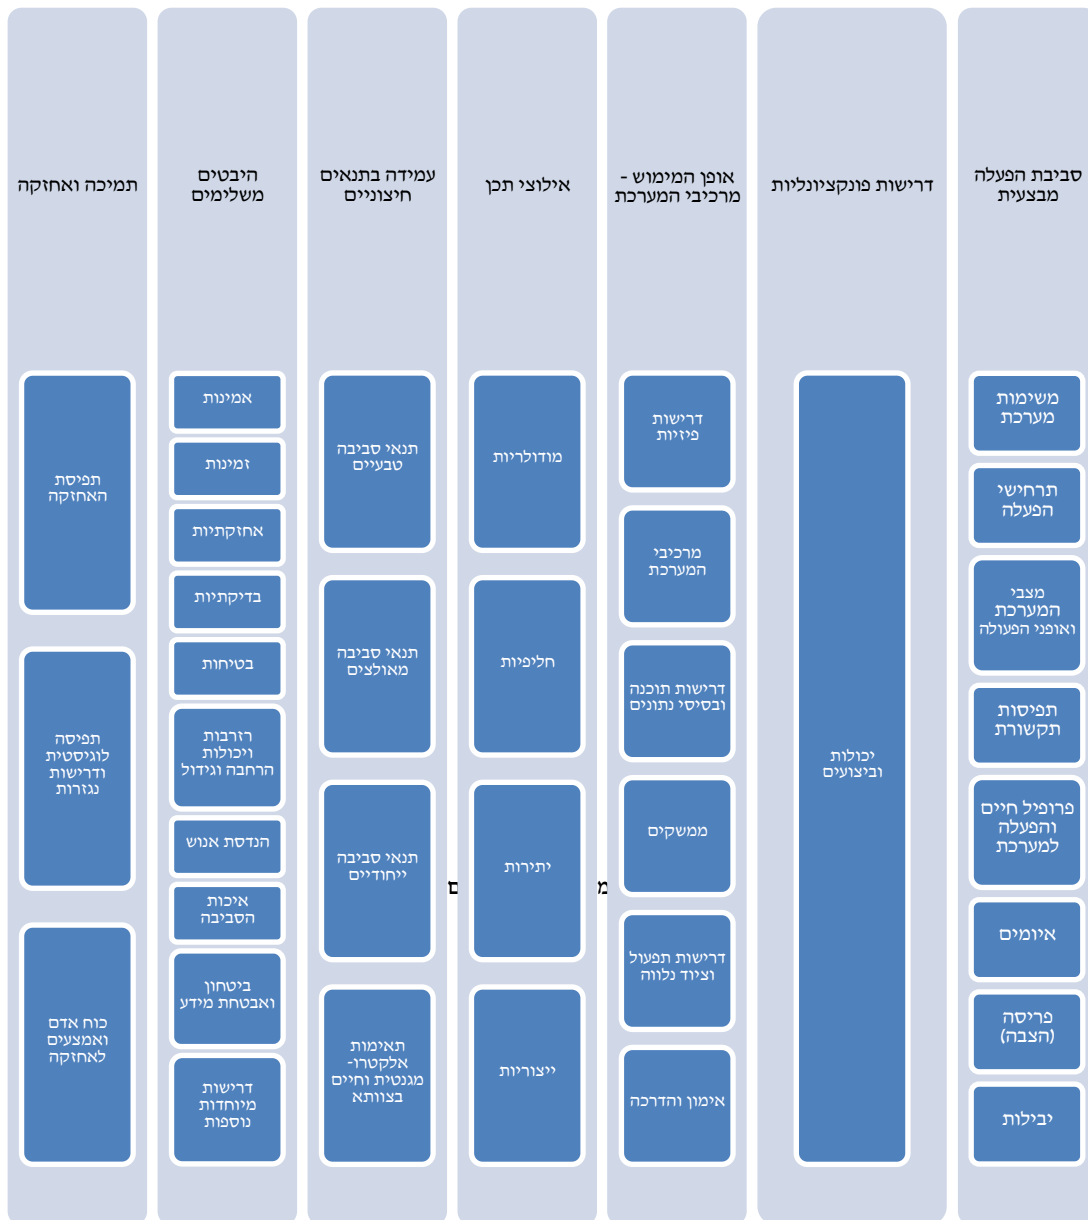 סביבת הפעלה
מבצעית
משימות
מערכת
תרחישי
הפעלה
מצבי
המערכת
ואופני הפעולה
תפיסות
תקשורת
פרופיל חיים
והפעלה
למערכת
איומים
פריסה
(הצבה)
יבילות
דרישות פונקציונליות
יכולות
וביצועים
אופן המימוש -
מרכיבי המערכת
דרישות
פיזיות
מרכיבי
המערכת
דרישות תוכנה
ובסיסי נתונים
ממשקים
דרישות תפעול
וציוד נלווה
אימון והדרכה
אילוצי תכן
מודולריות
חליפיות
יתירות
ייצוריות
עמידה בתנאים
חיצוניים
תנאי סביבה
טבעיים
תנאי סביבה
מאולצים
תנאי סביבה
ייחודיים
תאימות
אלקטרו-
מגנטית וחיים
בצוותא
היבטים
משלימים
אמינות
זמינות
אחזקתיות
בדיקתיות
בטיחות
רזרבות
ויכולות
הרחבה וגידול
הנדסת אנוש
איכות
הסביבה
ביטחון
ואבטחת מידע
דרישות
מיוחדות
נוספות
תמיכה ואחזקה
תפיסת
האחזקה
תפיסה
לוגיסטית
ודרישות
נגזרות
כוח אדם
ואמצעים
לאחזקה